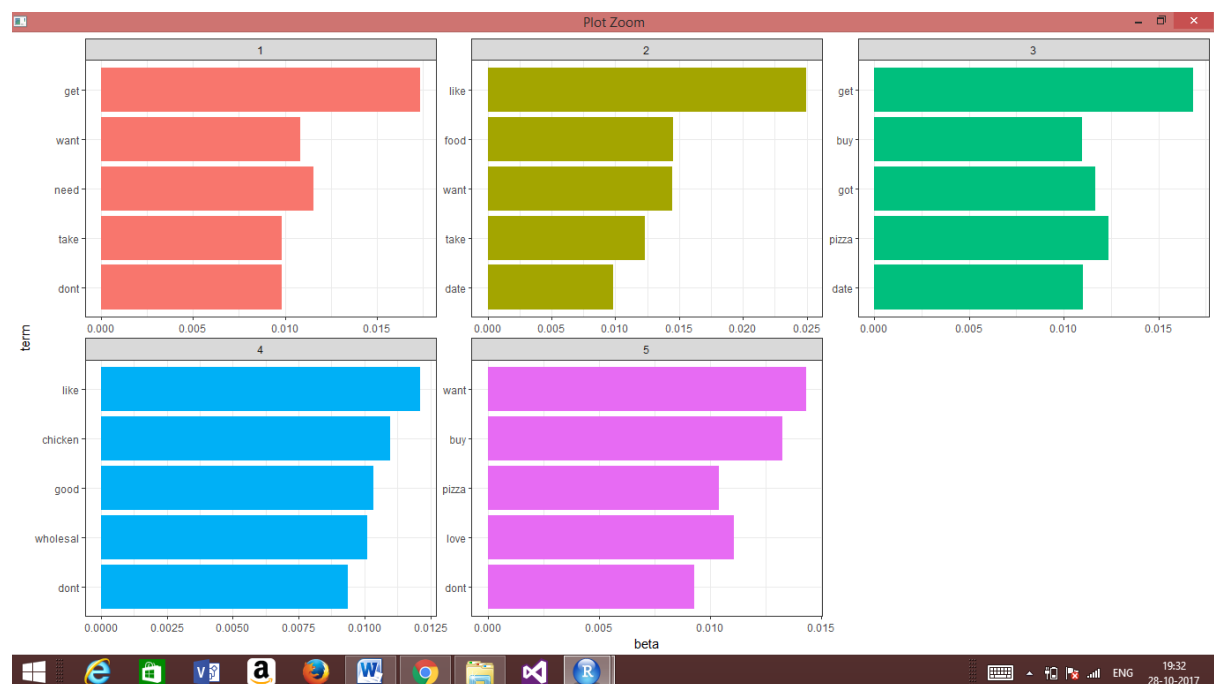 Plot Zoom
1
get
want
need
take
dont
0.000 0.005 0.010 0.015
2
like
food
want
take
date
0.000 0.005 0.010 0.015 0.020 0.025
3
get
buy
got
pizza
date
0.000 0.005 0.010 0.015
term
4
like
chicken
good
wholesal
dont
0.0000 0.0025 0.0050 0.0075 0.0100 0.0125
5
want
buy
pizza
love
dont
0.000 0.005 0.010 0.015
beta
a
W
R
ENG
19:32
28-10-2017